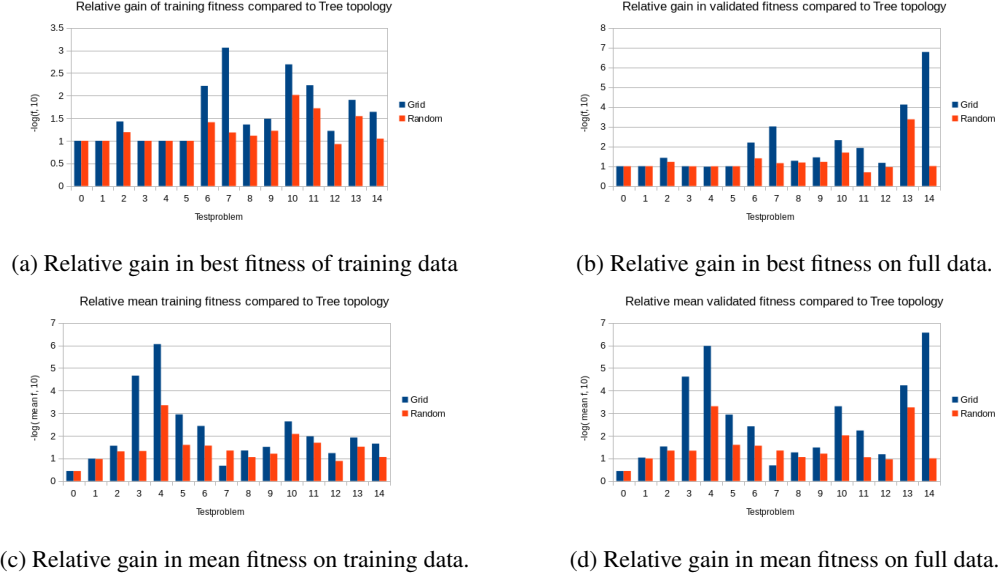 Relative gain of training fitness compared to Tree topology
-3.5
3
2.5
2
1.5
1
0.5
0
-log(f, 10)
0 1 2 3 4 5 6 7 8 9 10 11 12 13 14
Testproblem
Grid
Random
(a) Relative gain in best fitness of training data
Relative gain in validated fitness compared to Tree topology
8
7
6
5
4
3
2
1
0
-log(f, 10)
0 1 2 3 4 5 6 7 8 9 10 11 12 13 14
Testproblem
Grid
Random
(b) Relative gain in best fitness on full data.
Relative mean training fitness compared to Tree topology
7
6
5
4
3
2
1
0
-log( mean f, 10)
0 1 2 3 4 5 6 7 8 9 10 11 12 13 14
Testproblem
Grid
Random
(c) Relative gain in mean fitness on training data.
Relative mean validated fitness compared to Tree topology
7
6
5
4
3
2
1
0
-log( mean f, 10)
0 1 2 3 4 5 6 7 8 9 10 11 12 13 14
Testproblem
Grid
Random
(d) Relative gain in mean fitness on full data.